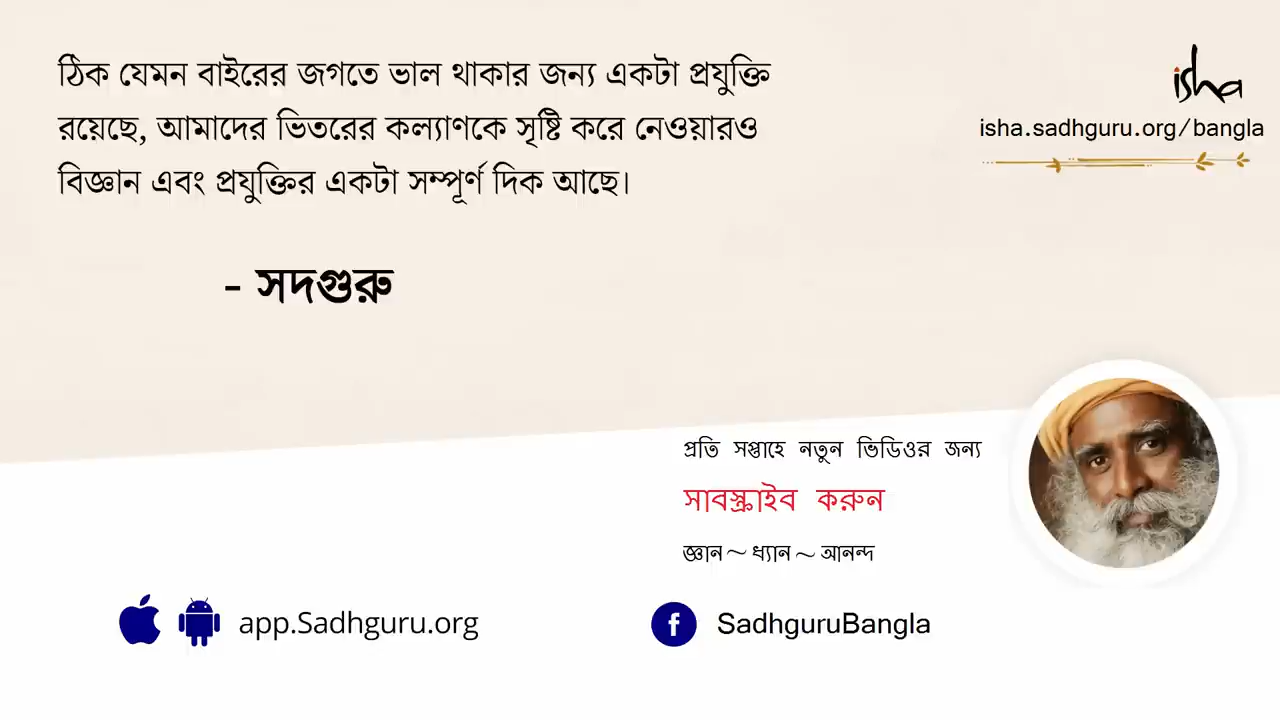 ঠিক যেমন বাইরের জগতে ভাল থাকার জন্য একটা প্রযুক্তি
রয়েছে, আমাদের ভিতরের কল্যাণকে সৃষ্টি করে নেওয়ারও
বিজ্ঞান এবং প্রযুক্তির একটা সম্পূর্ণ দিক আছে।
- সদগুরু
isha
isha.sadhguru.org/bangla
প্রতি সপ্তাহে নতুন ভিডিওর জন্য
সাবস্ক্রাইব করুন
জ্ঞান ~ ধ্যান ~ আনন্দ
app.Sadhguru.org
f SadhguruBangla